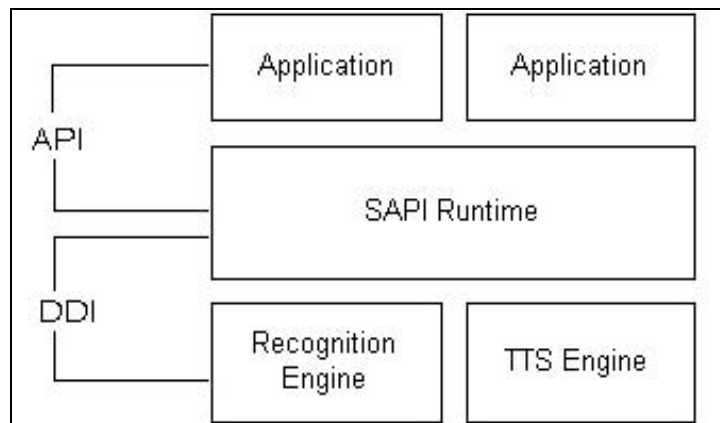 Application
Application
API
SAPI Runtime
DDI
Recognition
Engine
TTS Engine